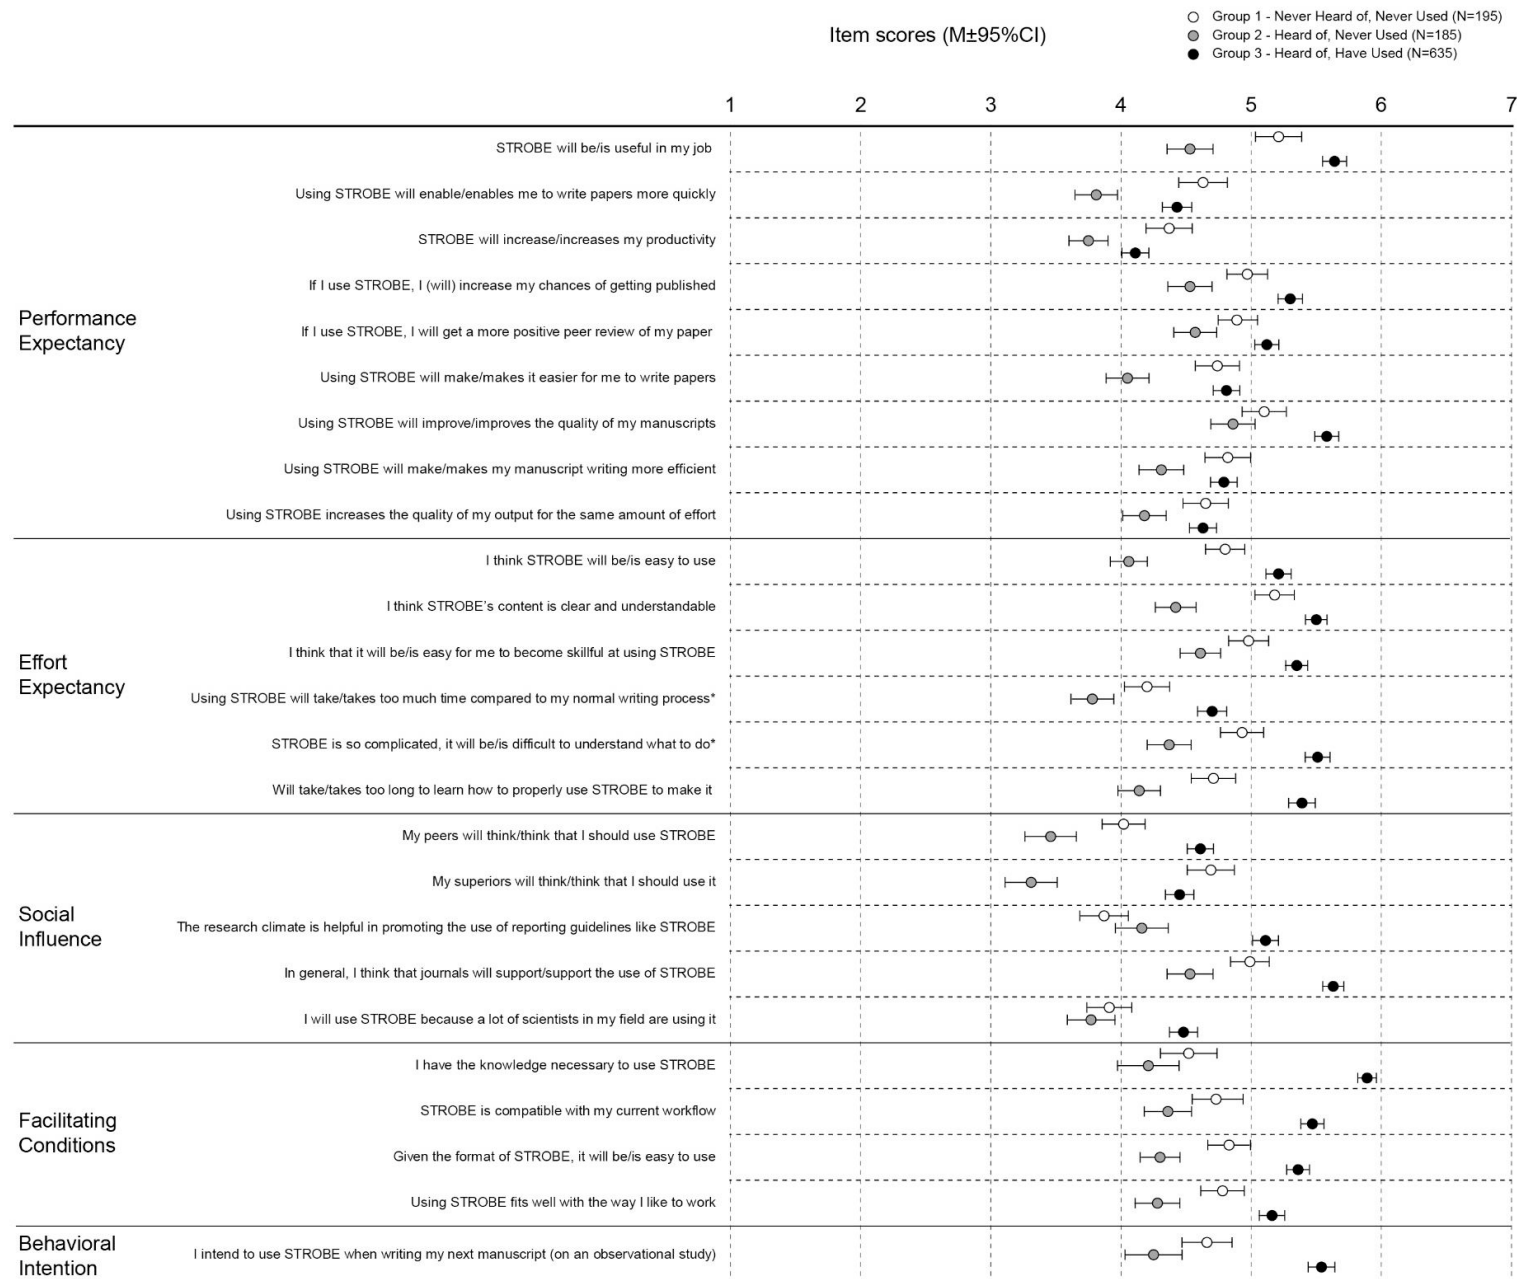 Item scores (M±95%CI)
Group 1 - Never Heard of, Never Used (N=195)
Group 2 - Heard of, Never Used (N=185)
Group 3 - Heard of, Have Used (N=635)
1 2 3 4 5 6 7
Performance
Expectancy
STROBE will be/is useful in my job
Using STROBE will enable/enables me to write papers more quickly
STROBE will increase/increases my productivity
If I use STROBE, I (will) increase my chances of getting published
If I use STROBE, I will get a more positive peer review of my paper
Using STROBE will make/makes it easier for me to write papers
Using STROBE will improve/improves the quality of my manuscripts
Using STROBE will make/makes my manuscript writing more efficient
Using STROBE increases the quality of my output for the same amount of effort
Effort
Expectancy
I think STROBE will be/is easy to use
I think STROBE's content is clear and understandable
I think that it will be/is easy for me to become skillful at using STROBE
Using STROBE will take/takes too much time compared to my normal writing process*
STROBE is so complicated, it will be/is difficult to understand what to do*
Will take/takes too long to learn how to properly use STROBE to make it
Social
Influence
My peers will think/think that I should use STROBE
My superiors will think/think that I should use it
The research climate is helpful in promoting the use of reporting guidelines like STROBE
In general, I think that journals will support/support the use of STROBE
I will use STROBE because a lot of scientists in my field are using it
Facilitating
Conditions
I have the knowledge necessary to use STROBE
STROBE is compatible with my current workflow
Given the format of STROBE, it will be/is easy to use
Using STROBE fits well with the way I like to work
Behavioral
Intention
I intend to use STROBE when writing my next manuscript (on an observational study)